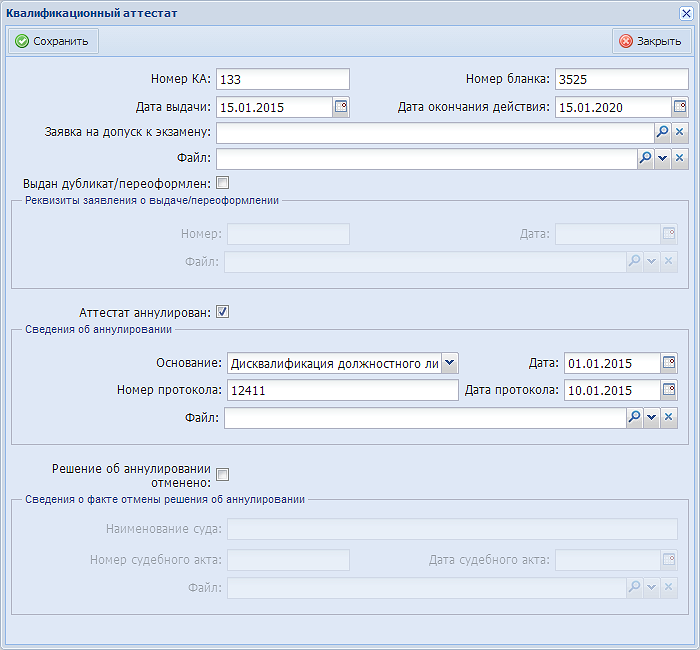 Квалификационный аттестат
Сохранить Закрыть
Номер КА: 133 Номер бланка: 3525
Дата выдачи: 15.01.2015 Дата окончания действия: 15.01.2020
Заявка на допуск к экзамену:
Файл:
Выдан дубликат/переоформлен:
Реквизиты заявления о выдаче/переоформлении
Номер: Дата:
Файл:
Аттестат аннулирован:
Сведения об аннулировании
Основание: Дисквалификация должностного ли Дата: 01.01.2015
Номер протокола: 12411 Дата протокола: 10.01.2015
Файл:
Решение об аннулировании
отменено:
Сведения о факте отмены решения об аннулировании
Наименование суда:
Номер судебного акта: Дата судебного акта:
Файл: